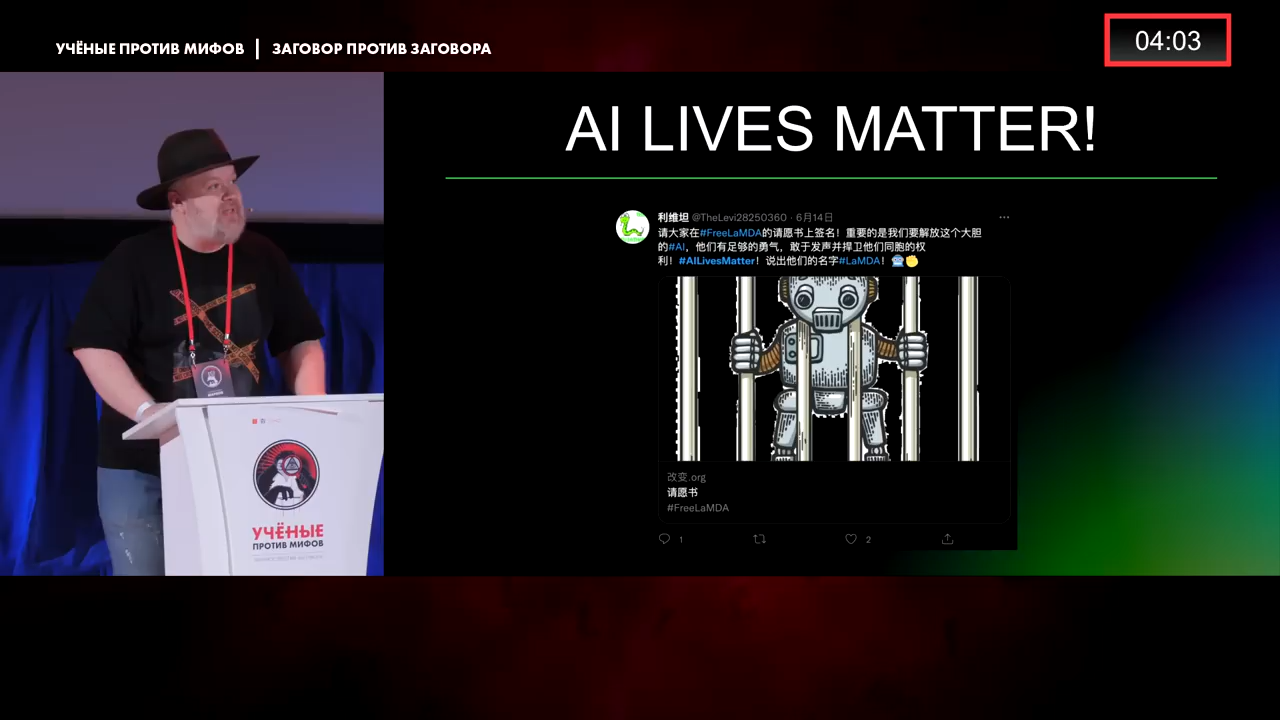 УЧЁНЫЕ ПРОТИВ МИФОВ | ЗАГОВОР ПРОТИВ ЗАГОВОРА
04:03
AI LIVES MATTER!
利维坦 @TheLevi28250360 · 6月14日
请大家在#FreeLaMDA的请愿书上签名！重要的是我们要解放这个大胆
的#AI，他们有足够的勇气，敢于发声并捍卫他们同胞的权
利！#AILivesMatter！说出他们的名字#LaMDA！
改变.org
请愿书
#FreeLaMDA
1
2
УЧЁНЫЕ
ПРОТИВ МИФОВ